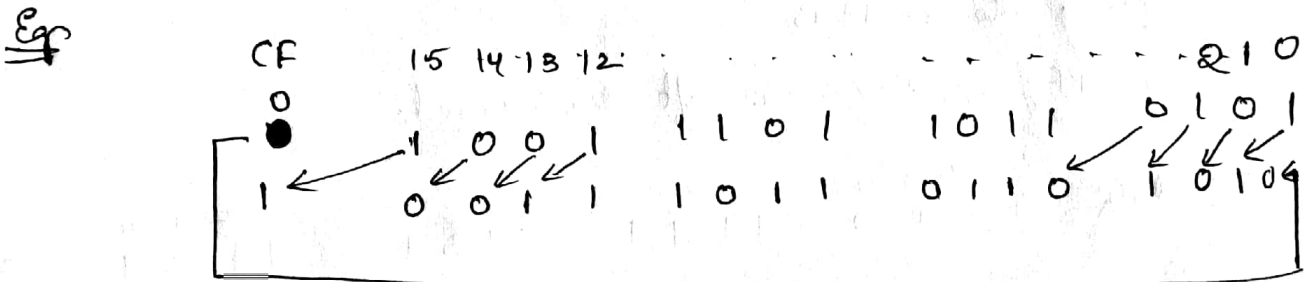 Eg
CF 15 14 13 12 . . . . . - - - - - . 2 1 0
0
1 0 0 1 1 1 0 1 1 0 1 1 0 1 0 1
1 0 0 1 1 1 0 1 1 0 1 1 0 1 0 1 0